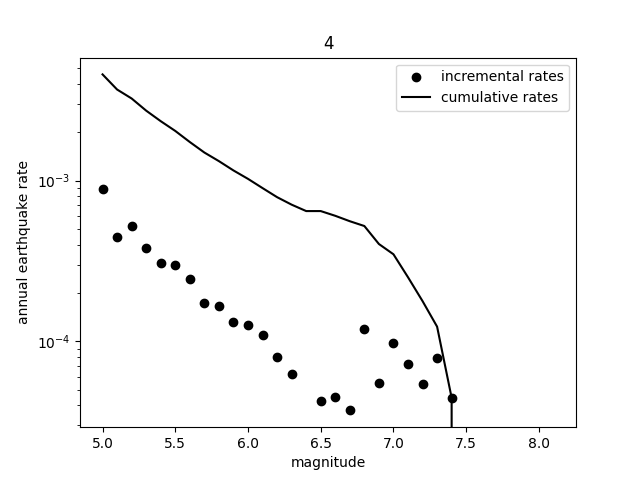 4
incremental rates
cumulative rates
annual earthquake rate
10⁻³
10⁻⁴
5.0 5.5 6.0 6.5 7.0 7.5 8.0
magnitude